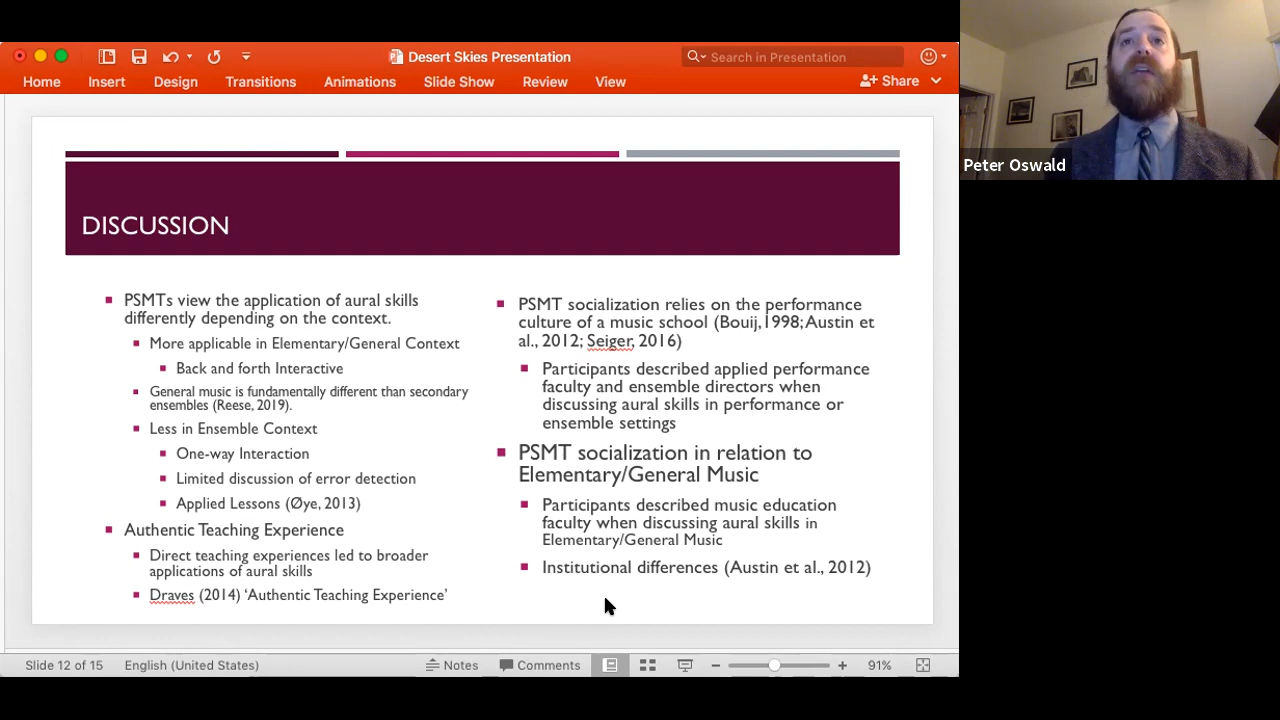 Desert Skies Presentation
Search in Presentation
Home Insert Design Transitions Animations Slide Show Review View
Share
Peter Oswald
DISCUSSION
PSMTs view the application of aural skills
differently depending on the context.
More applicable in Elementary/General Context
Back and forth Interactive
General music is fundamentally different than secondary
ensembles (Reese, 2019).
Less in Ensemble Context
One-way Interaction
Limited discussion of error detection
Applied Lessons (Øye, 2013)
Authentic Teaching Experience
Direct teaching experiences led to broader
applications of aural skills
Draves (2014) ‘Authentic Teaching Experience’
PSMT socialization relies on the performance
culture of a music school (Bouij,1998; Austin et
al., 2012; Seiger, 2016)
Participants described applied performance
faculty and ensemble directors when
discussing aural skills in performance or
ensemble settings
PSMT socialization in relation to
Elementary/General Music
Participants described music education
faculty when discussing aural skills in
Elementary/General Music
Institutional differences (Austin et al., 2012)
Slide 12 of 15 English (United States) Notes Comments 91%